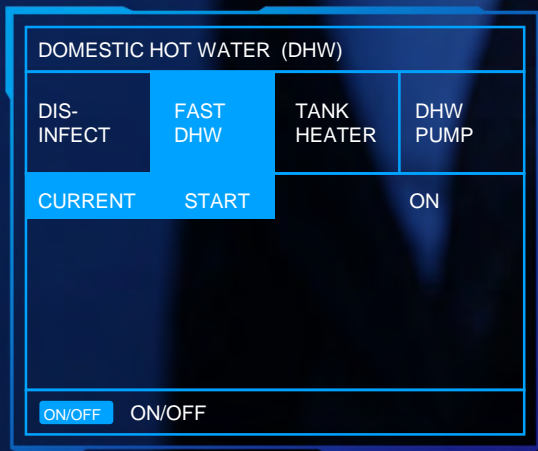 DOMESTIC HOT WATER (DHW)
DIS-
INFECT
FAST
DHW
TANK
HEATER
DHW
PUMP
CURRENT START ON
ON/OFF ON/OFF